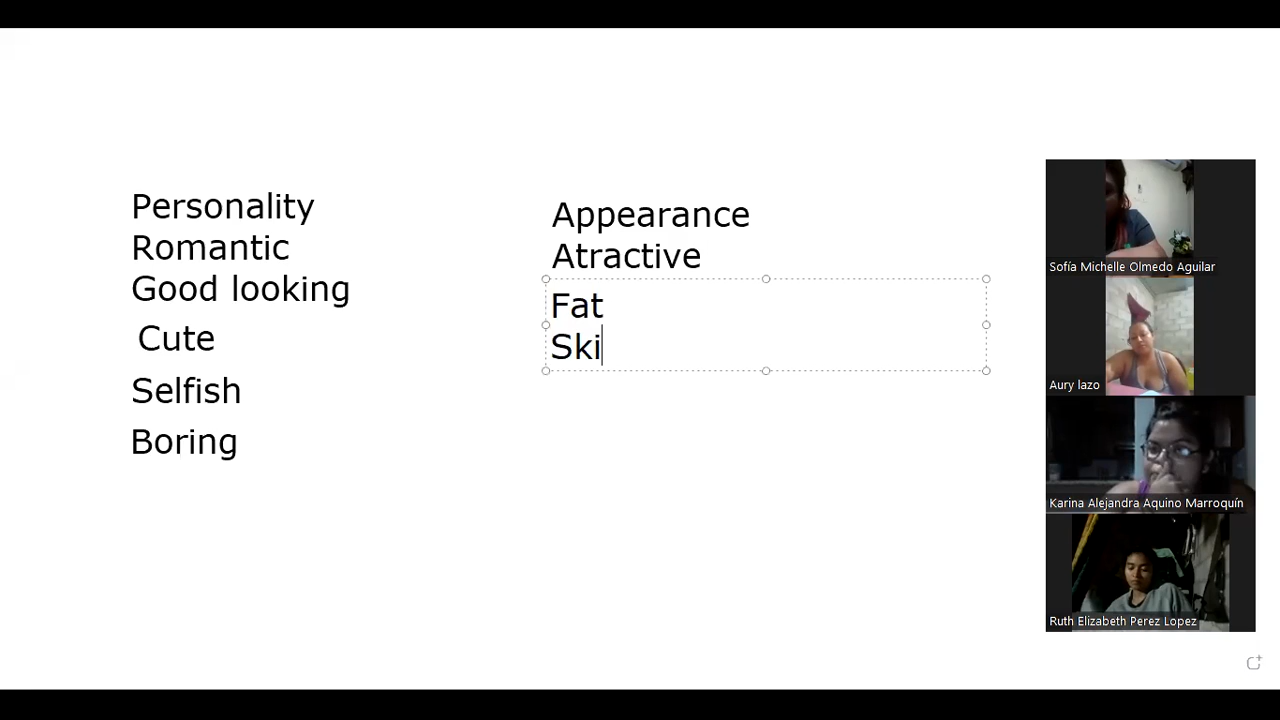 Personality
Romantic
Good looking
Cute
Selfish
Boring
Appearance
Atractive
Fat
Ski
Sofía Michelle Olmedo Aguilar
Aury lazo
Karina Alejandra Aquino Marroquín
Ruth Elizabeth Perez Lopez